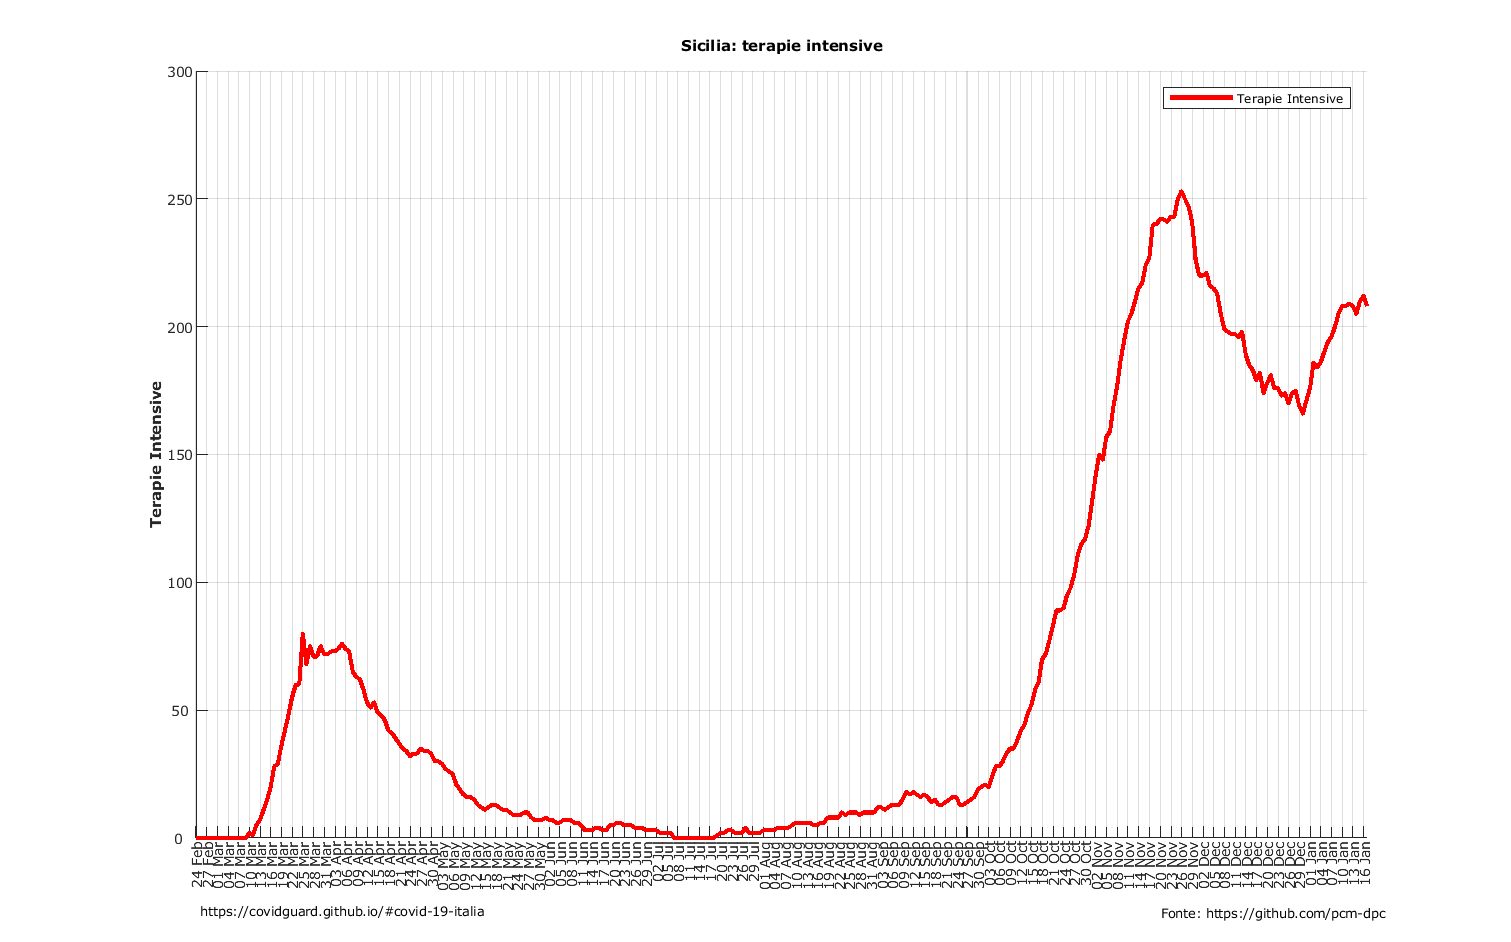 Sicilia: terapie intensive
300
Terapie Intensive
250
200
150
100
50
0
Terapie Intensive
24 Feb
27 Feb
01 Mar
04 Mar
07 Mar
10 Mar
13 Mar
16 Mar
19 Mar
22 Mar
25 Mar
28 Mar
31 Mar
03 Apr
06 Apr
09 Apr
12 Apr
15 Apr
18 Apr
21 Apr
24 Apr
27 Apr
30 Apr
03 May
06 May
09 May
12 May
15 May
18 May
21 May
24 May
27 May
30 May
02 Jun
05 Jun
08 Jun
11 Jun
14 Jun
17 Jun
20 Jun
23 Jun
26 Jun
29 Jun
02 Jul
05 Jul
08 Jul
11 Jul
14 Jul
17 Jul
20 Jul
23 Jul
26 Jul
29 Jul
01 Aug
04 Aug
07 Aug
10 Aug
13 Aug
16 Aug
19 Aug
22 Aug
25 Aug
28 Aug
31 Aug
03 Sep
06 Sep
09 Sep
12 Sep
15 Sep
18 Sep
21 Sep
24 Sep
27 Sep
30 Sep
03 Oct
06 Oct
09 Oct
12 Oct
15 Oct
18 Oct
21 Oct
24 Oct
27 Oct
30 Oct
02 Nov
05 Nov
08 Nov
11 Nov
14 Nov
17 Nov
20 Nov
23 Nov
26 Nov
29 Nov
02 Dec
05 Dec
08 Dec
11 Dec
14 Dec
17 Dec
20 Dec
23 Dec
26 Dec
29 Dec
01 Jan
04 Jan
07 Jan
10 Jan
13 Jan
16 Jan
https://covidguard.github.io/#covid-19-italia
Fonte: https://github.com/pcm-dpc